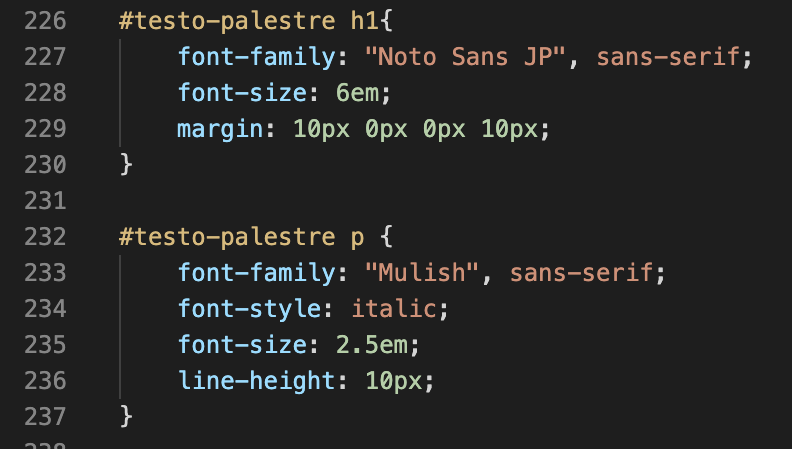 226 #testo-palestre h1{
227 font-family: "Noto Sans JP", sans-serif;
228 font-size: 6em;
229 margin: 10px 0px 0px 10px;
230 }
231
232 #testo-palestre p {
233 font-family: "Mulish", sans-serif;
234 font-style: italic;
235 font-size: 2.5em;
236 line-height: 10px;
237 }
238